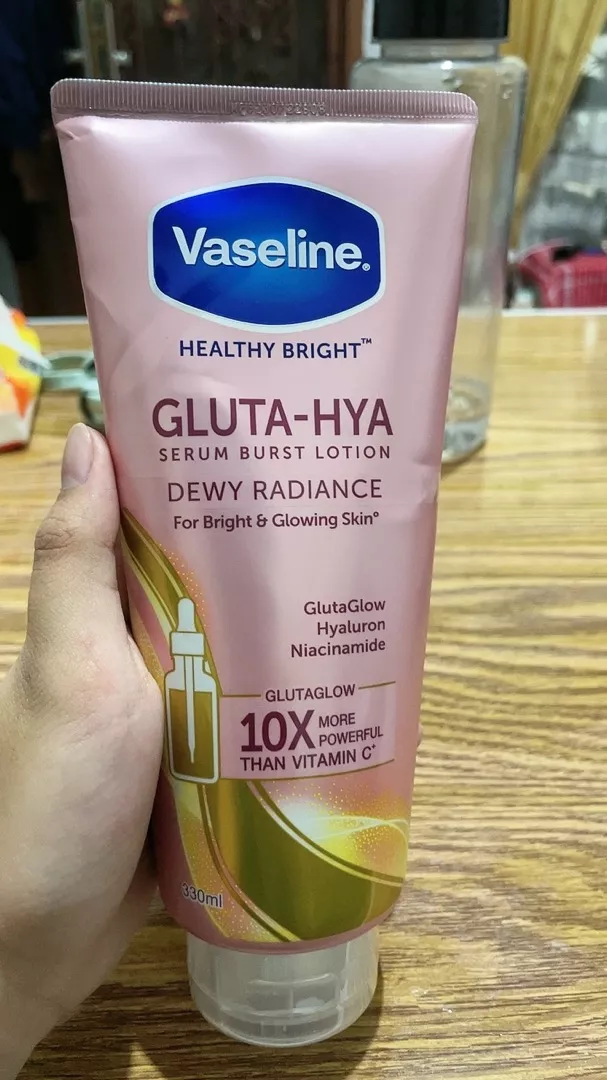 Vaseline®
HEALTHY BRIGHT™
GLUTA-HYA
SERUM BURST LOTION
DEWY RADIANCE
For Bright & Glowing Skin°
GlutaGlow
Hyaluron
Niacinamide
GLUTAGLOW
10X MORE
POWERFUL
THAN VITAMIN C⁺
330ml